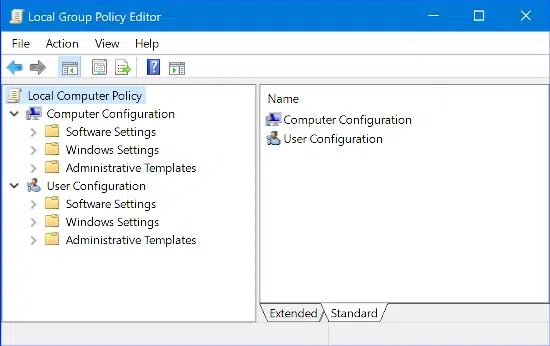 Local Group Policy Editor
File Action View Help
Local Computer Policy
Computer Configuration
Software Settings
Windows Settings
Administrative Templates
User Configuration
Software Settings
Windows Settings
Administrative Templates
Name
Computer Configuration
User Configuration
Extended Standard